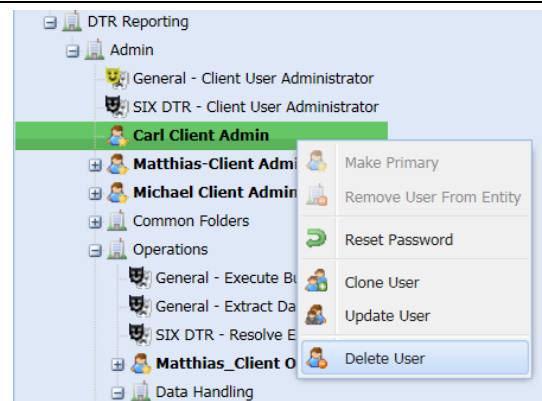 DTR Reporting
Admin
General - Client User Administrator
SIX DTR - Client User Administrator
Carl Client Admin
Matthias-Client Admi
Michael Client Admin
Common Folders
Operations
General - Execute Bu
General - Extract Da
SIX DTR - Resolve E
Matthias_Client O
Data Handling
Make Primary
Remove User From Entity
Reset Password
Clone User
Update User
Delete User